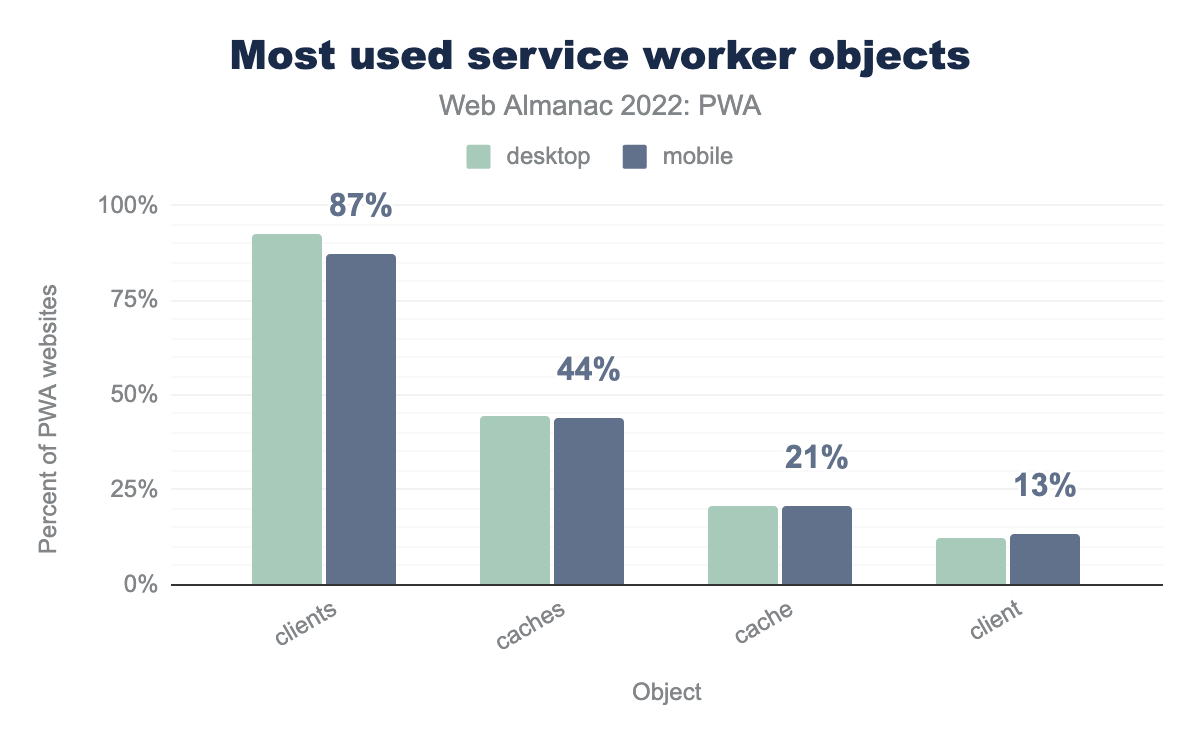 Most used service worker objects
Web Almanac 2022: PWA
desktop mobile
100%
75%
50%
25%
0%
Percent of PWA websites
87%
44%
21%
13%
clients caches cache client
Object